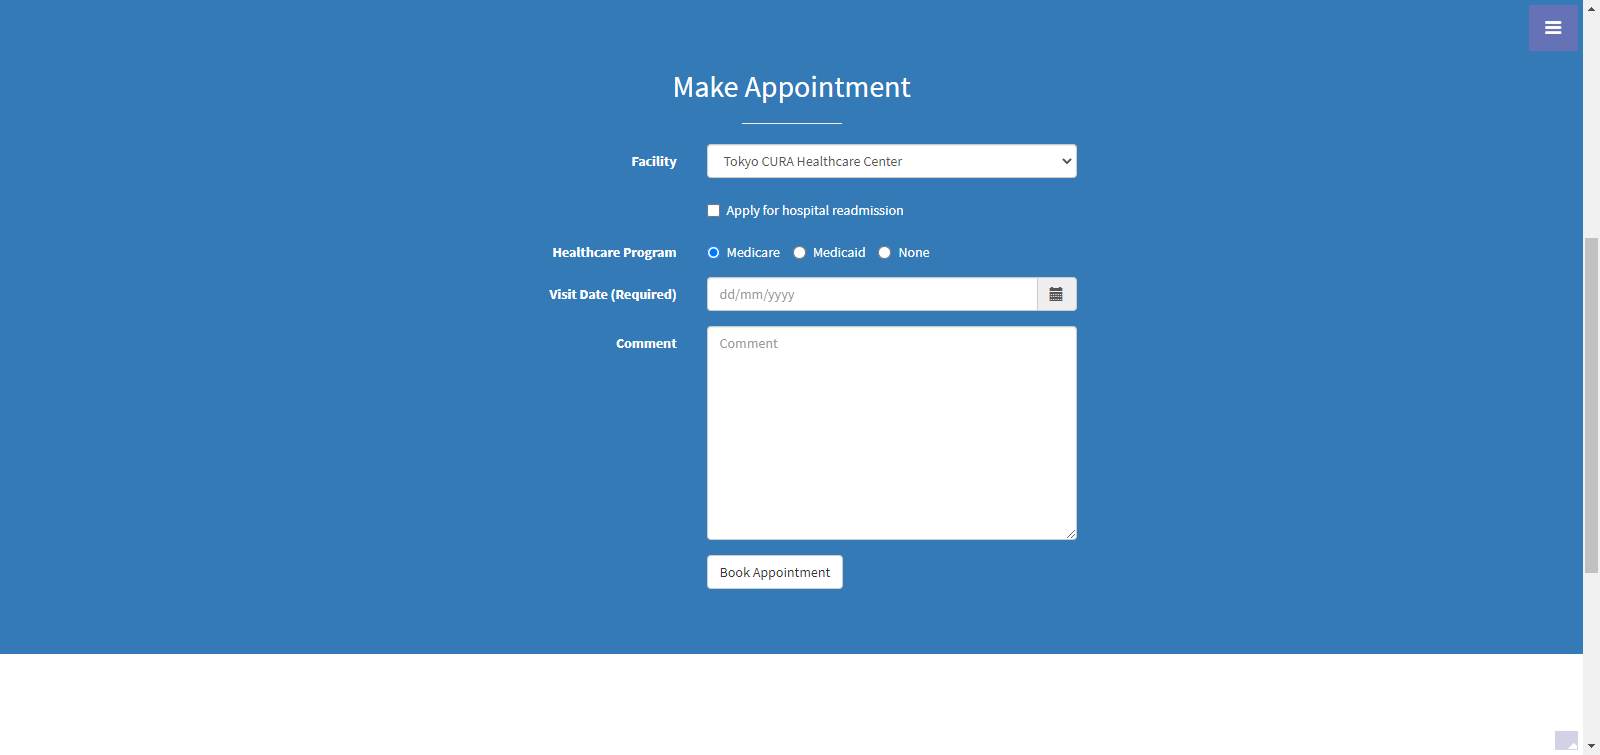 Make Appointment
Facility Tokyo CURA Healthcare Center
Apply for hospital readmission
Healthcare Program Medicare Medicaid None
Visit Date (Required) dd/mm/yyyy
Comment Comment
Book Appointment